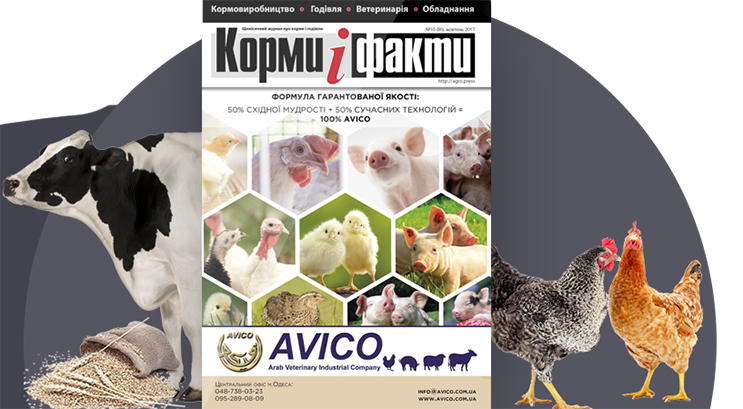 Кормовиробництво • Годівля • Ветеринарія • Обладнання
Щомісячний журнал про корми і годівлю
№10 (86), жовтень 2017
Корми і факти
http://agro.press
ФОРМУЛА ГАРАНТОВАНОЇ ЯКОСТІ:
50% СХІДНОЇ МУДРОСТІ + 50% СУЧАСНИХ ТЕХНОЛОГІЙ =
100% AVICO
AVICO
AVICO
Arab Veterinary Industrial Company
Центральний офіс м.Одеса:
048-738-03-23
095-289-08-09
INFO@AVICO.COM.UA
WWW.AVICO.COM.UA